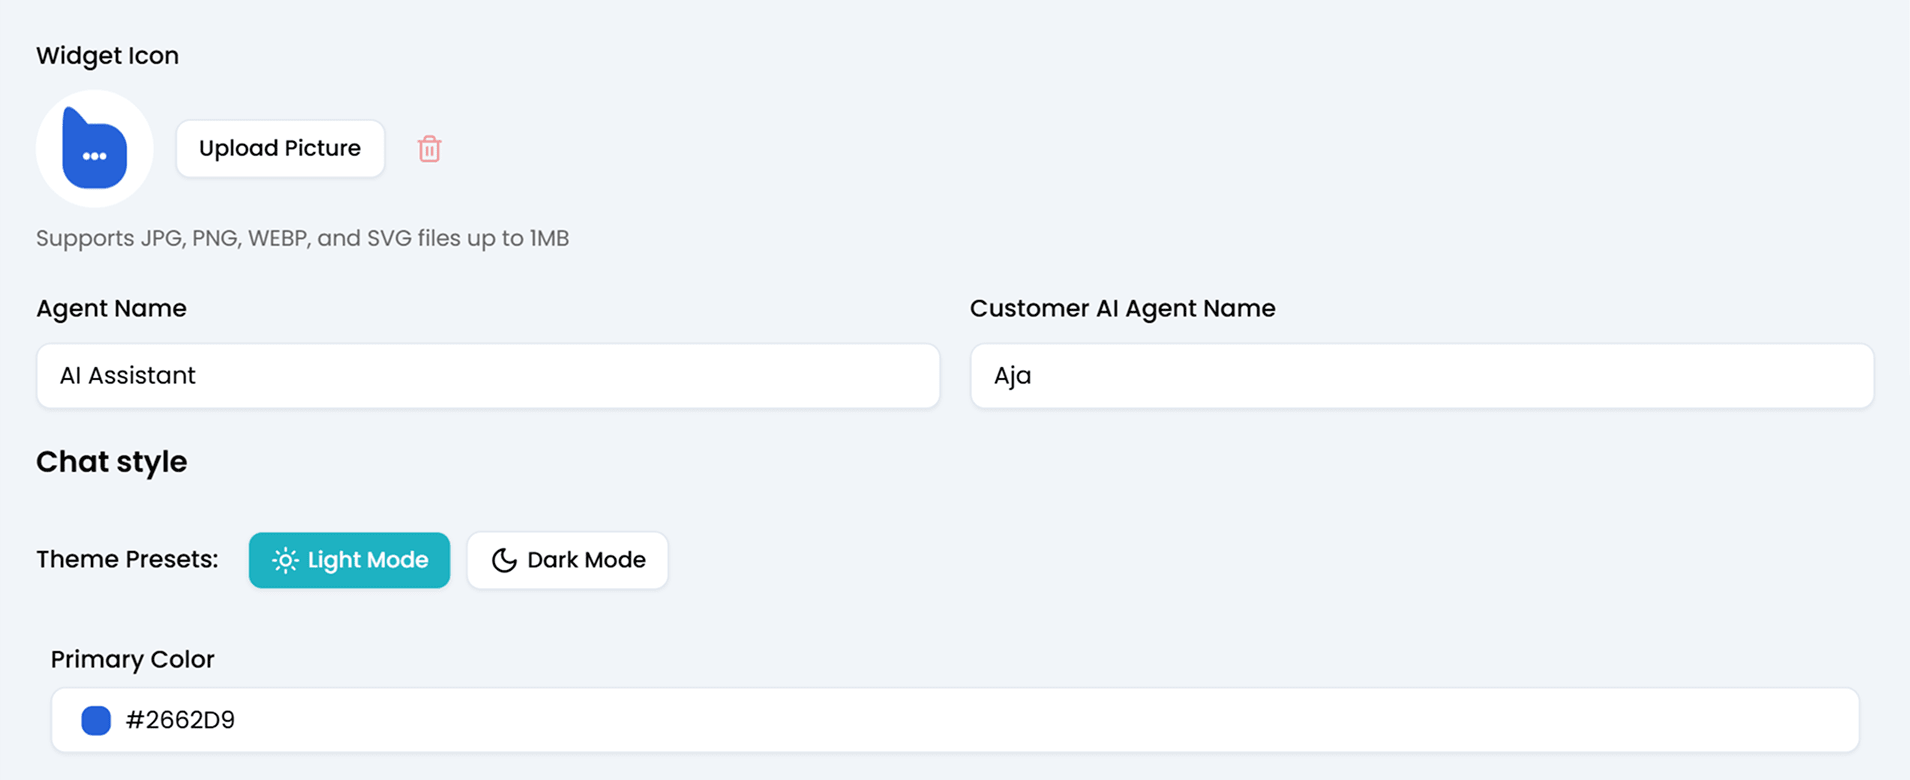 Widget Icon
Upload Picture
Supports JPG, PNG, WEBP, and SVG files up to 1MB
Agent Name
Customer AI Agent Name
AI Assistant
Aja
Chat style
Theme Presets:
Light Mode
Dark Mode
Primary Color
#2662D9